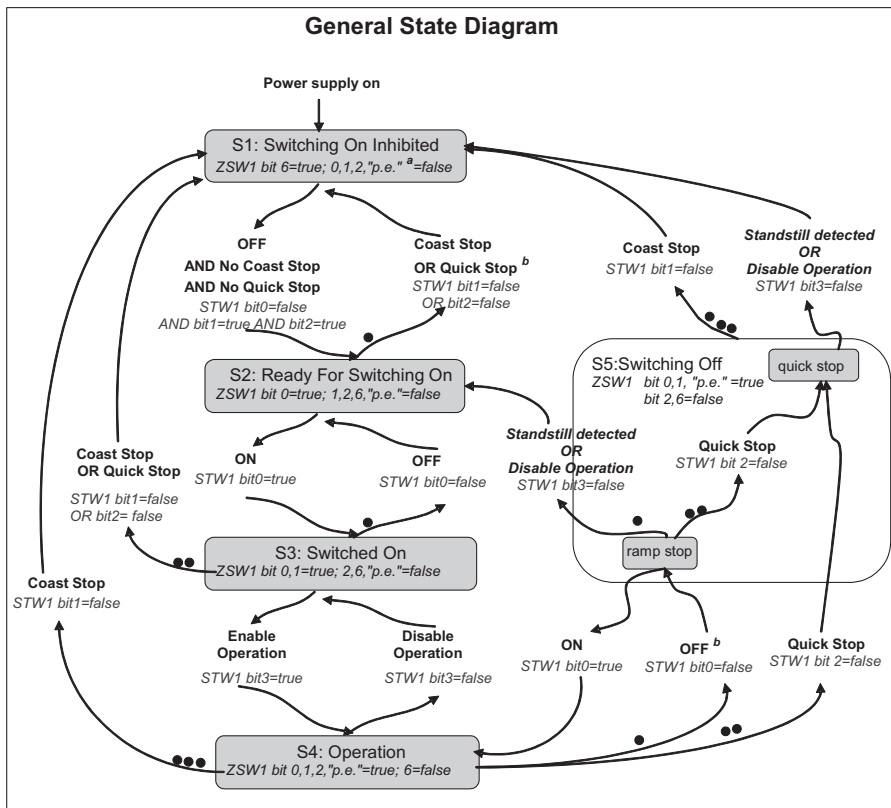 General State Diagram
Power supply on
S1: Switching On Inhibited
ZSW1 bit 6=true; 0,1,2,"p.e." a =false
OFF
AND No Coast Stop
AND No Quick Stop
STW1 bit0=false
AND bit1=true AND bit2=true
Coast Stop
OR Quick Stop b
STW1 bit1=false
OR bit2=false
Coast Stop
STW1 bit1=false
Standstill detected
OR
Disable Operation
STW1 bit3=false
S2: Ready For Switching On
ZSW1 bit 0=true; 1,2,6,"p.e."=false
S5:Switching Off
ZSW1 bit 0,1, "p.e." =true
bit 2,6=false
quick stop
ON
STW1 bit0=true
OFF
STW1 bit0=false
Standstill detected
OR
Disable Operation
STW1 bit3=false
Quick Stop
STW1 bit 2=false
Coast Stop
OR Quick Stop
STW1 bit1=false
OR bit2= false
S3: Switched On
ZSW1 bit 0,1=true; 2,6,"p.e."=false
ramp stop
Coast Stop
STW1 bit1=false
Enable
Operation
STW1 bit3=true
Disable
Operation
STW1 bit3=false
ON
STW1 bit0=true
OFF b
STW1 bit0=false
Quick Stop
STW1 bit 2=false
S4: Operation
ZSW1 bit 0,1,2,"p.e."=true; 6=false